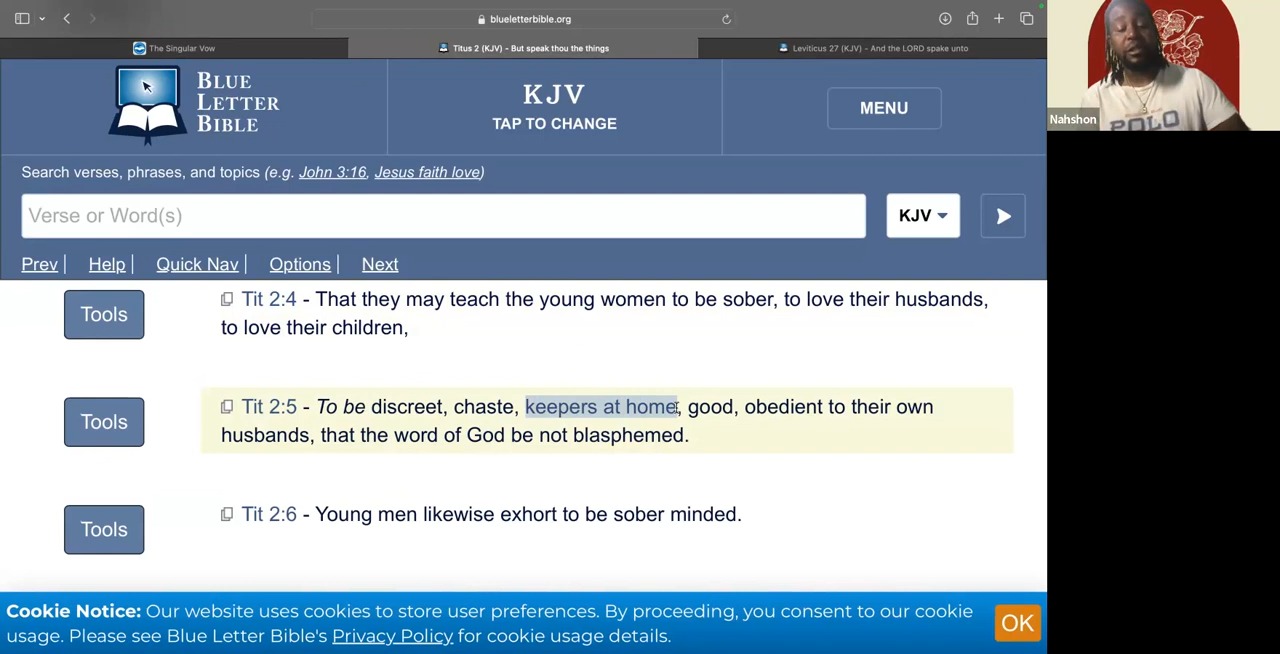 blueletterbible.org
The Singular Vow
Titus 2 (KJV) - But speak thou the things
Leviticus 27 (KJV) - And the LORD spake unto
BLUE
LETTER
BIBLE
KJV
TAP TO CHANGE
MENU
Nahshon
POLO
Search verses, phrases, and topics (e.g. John 3:16, Jesus faith love)
Verse or Word(s)
KJV
Prev| Help| Quick Nav| Options| Next
Tools
Tit 2:4 - That they may teach the young women to be sober, to love their husbands,
to love their children,
Tools
Tit 2:5 - To be discreet, chaste, keepers at home, good, obedient to their own
husbands, that the word of God be not blasphemed.
Tools
Tit 2:6 - Young men likewise exhort to be sober minded.
Cookie Notice: Our website uses cookies to store user preferences. By proceeding, you consent to our cookie
usage. Please see Blue Letter Bible's Privacy Policy for cookie usage details.
OK